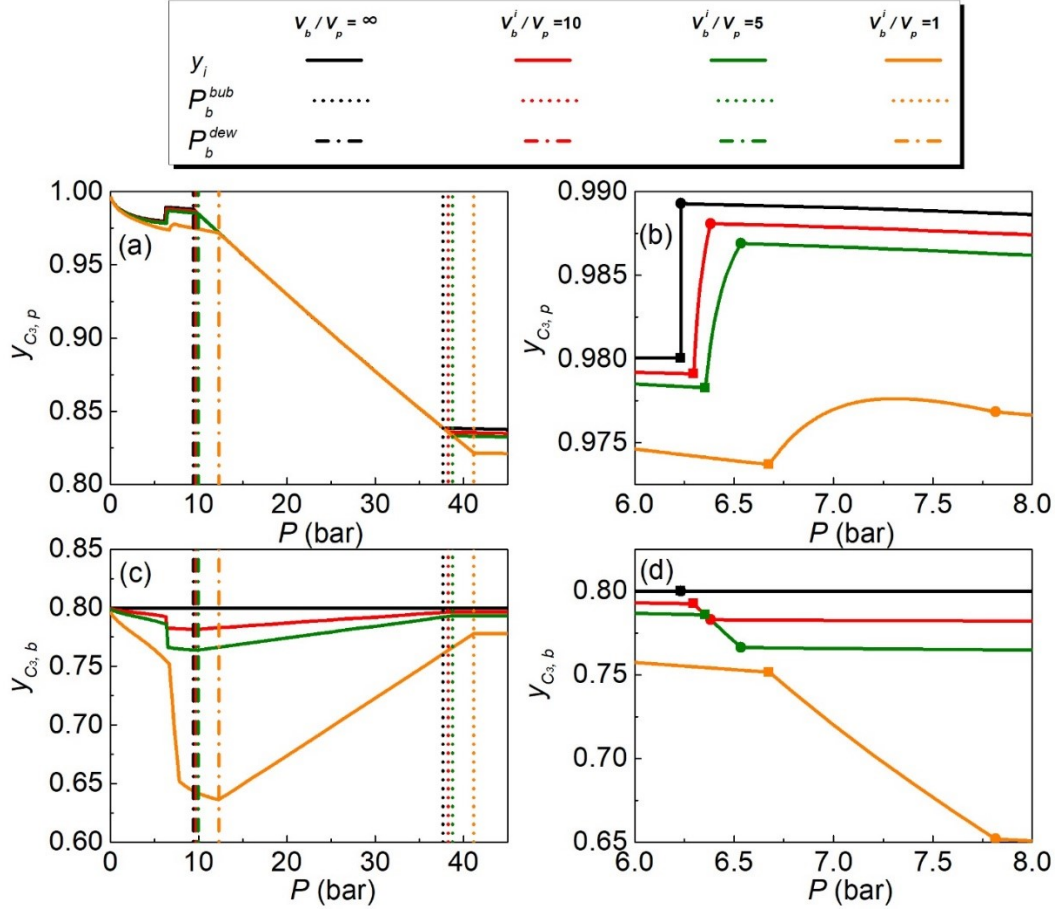 V_b / V_p = ∞ V_b^i / V_p =10 V_b^i / V_p =5 V_b^i / V_p =1
y_i
P_b^bub
P_b^dew
1.00
0.95
0.90
0.85
0.80
y_C3, p
(a)
0 10 20 30 40
P (bar)
0.990
0.985
0.980
0.975
y_C3, p
(b)
6.0 6.5 7.0 7.5 8.0
P (bar)
0.85
0.80
0.75
0.70
0.65
0.60
y_C3, b
(c)
0 10 20 30 40
P (bar)
0.80
0.75
0.70
0.65
y_C3, b
(d)
6.0 6.5 7.0 7.5 8.0
P (bar)